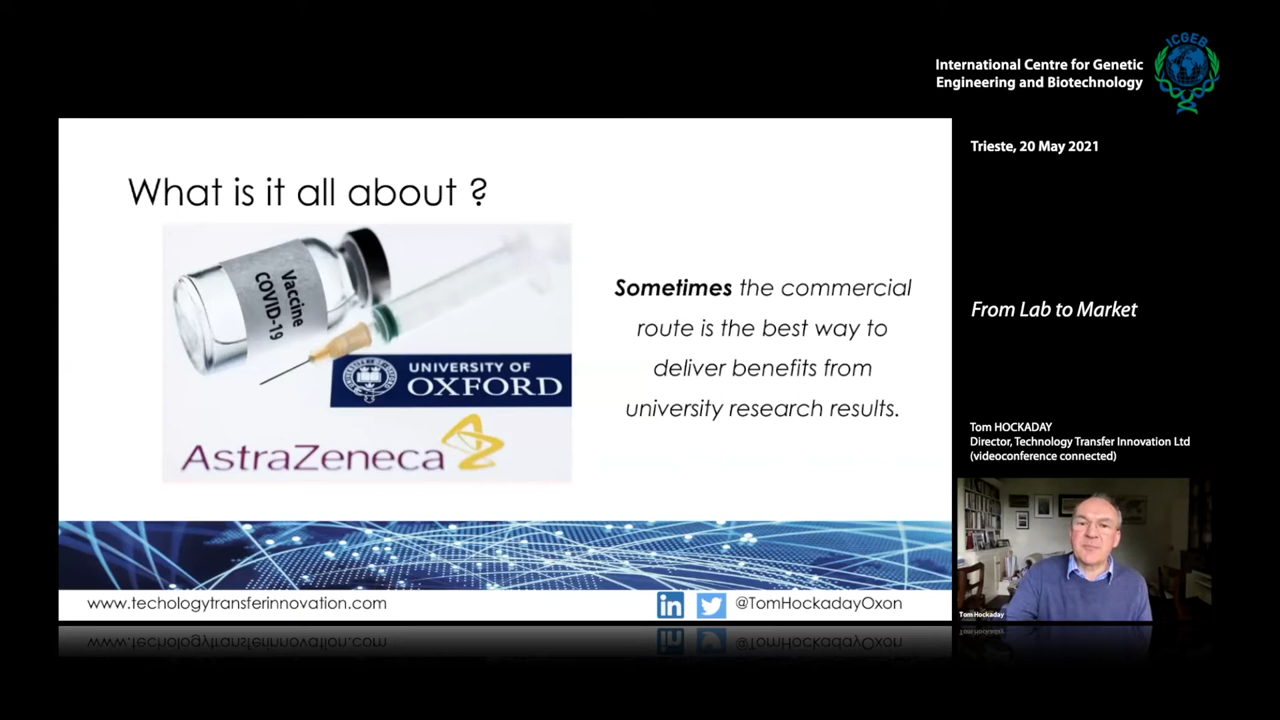 International Centre for Genetic
Engineering and Biotechnology
ICGEB
Trieste, 20 May 2021
What is it all about ?
Vaccine
COVID-19
UNIVERSITY OF
OXFORD
AstraZeneca
Sometimes the commercial
route is the best way to
deliver benefits from
university research results.
From Lab to Market
Tom HOCKADAY
Director, Technology Transfer Innovation Ltd
(videoconference connected)
www.techologytransferinnovation.com
in
@TomHockadayOxon
Tom Hockaday